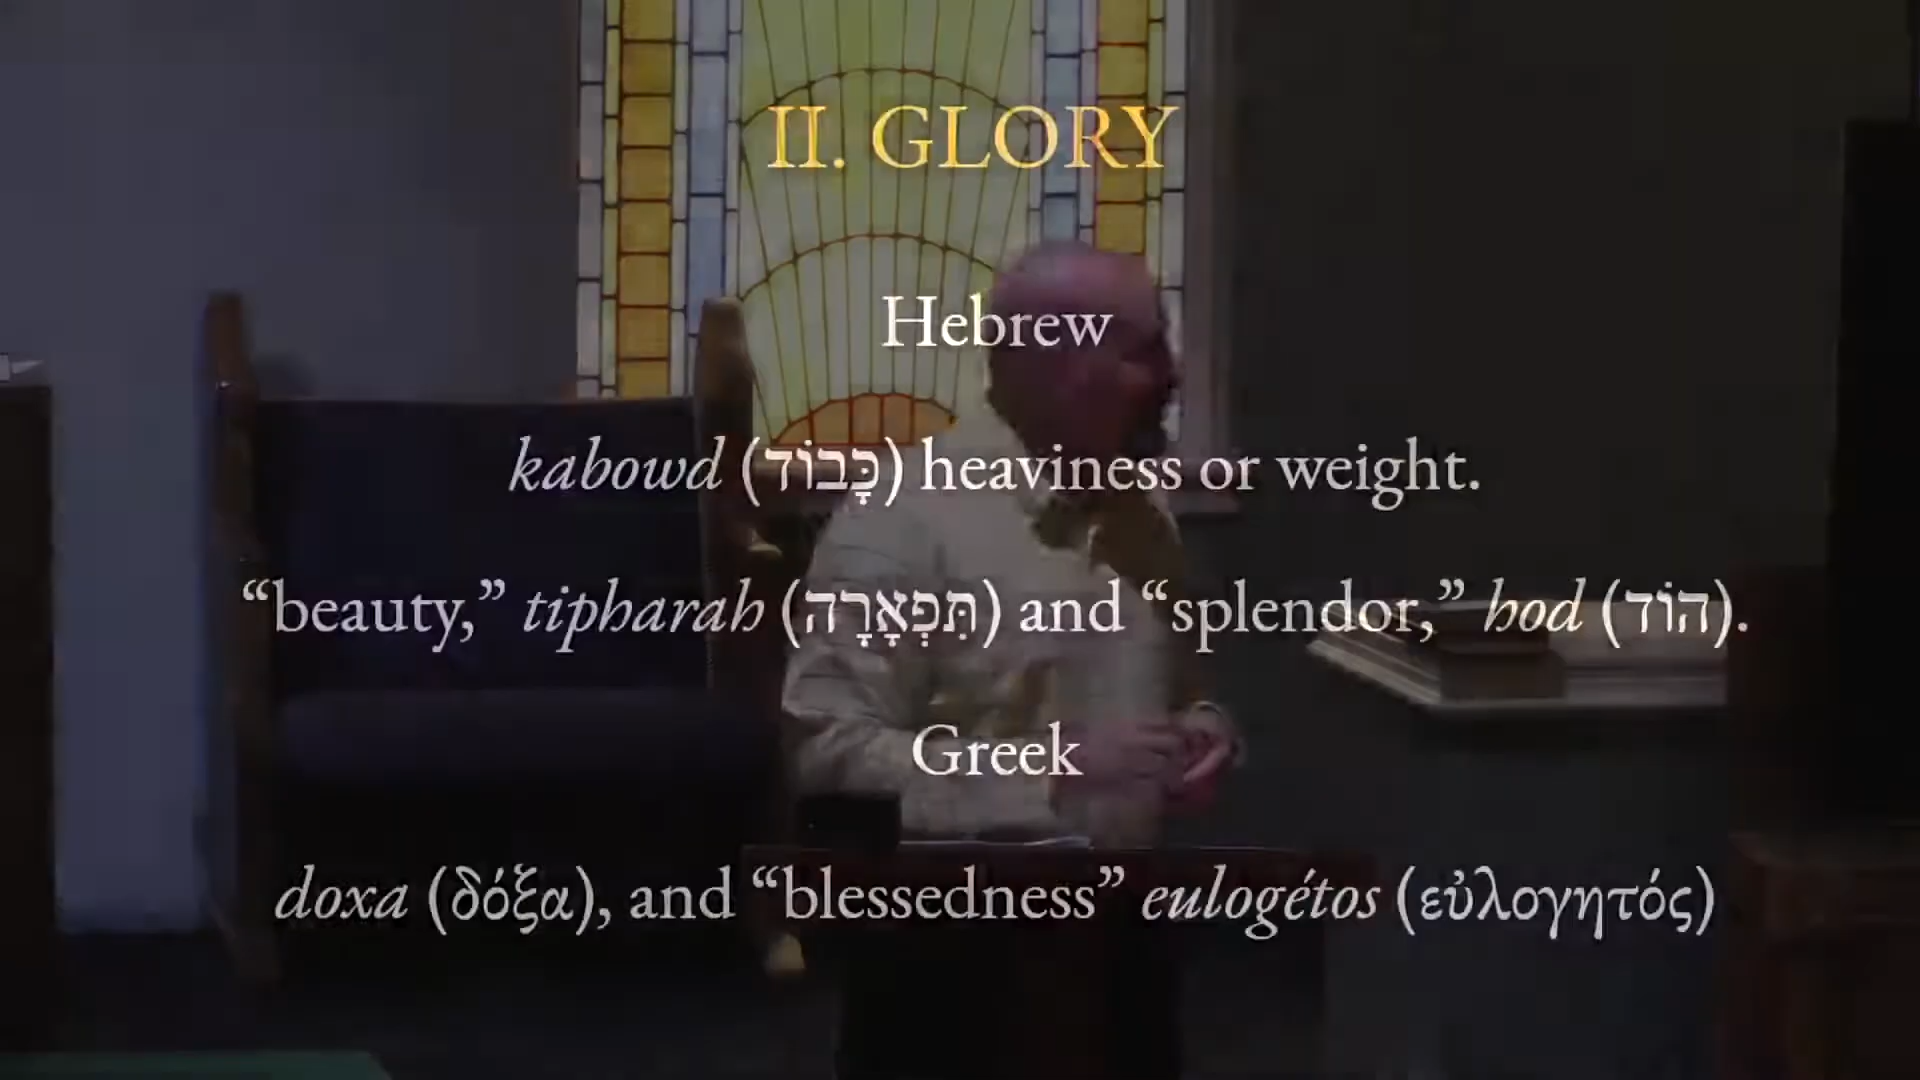 II. GLORY
Hebrew
kabowd (כָּבוֹד) heaviness or weight.
“beauty,” tipharah (תִּפְאָרָה) and “splendor,” hod (הוֹד).
Greek
doxa (δόξα), and “blessedness” eulogétos (εὐλογητός)